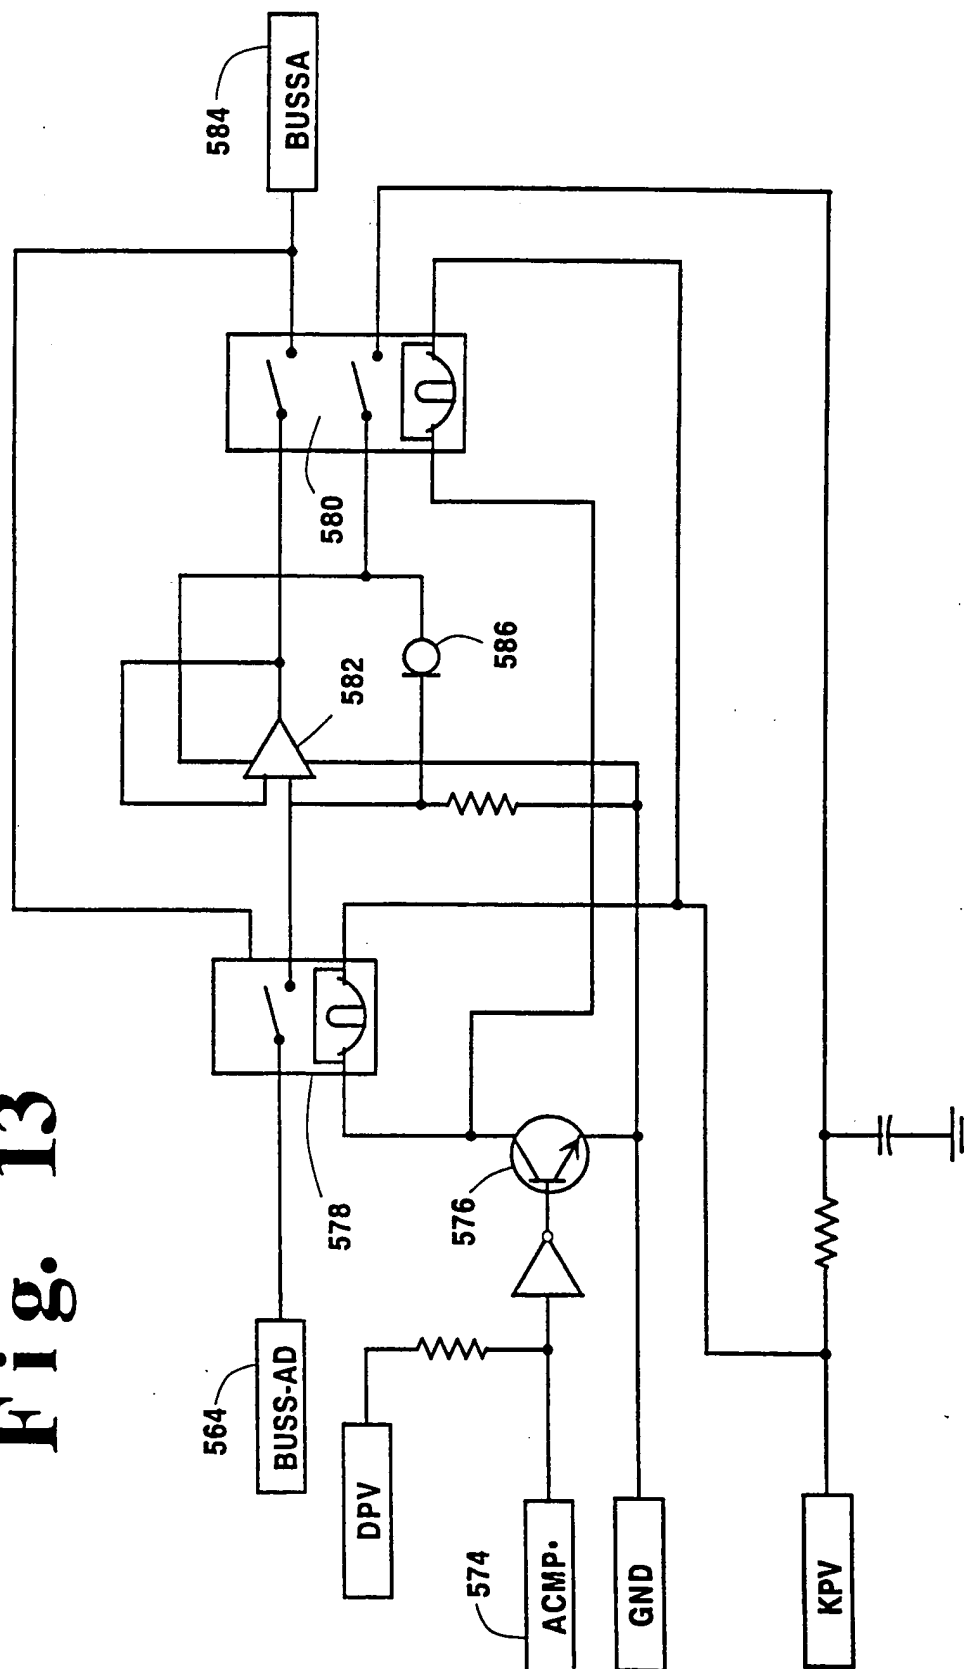 Fig. 13
584
BUSSA
580
582
586
578
576
564
BUSS-AD
DPV
574
ACMP.
GND
KPV